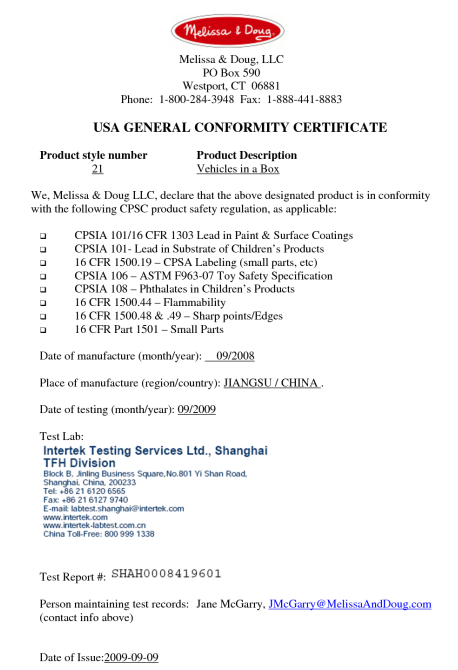 Melissa & Doug
Melissa & Doug, LLC
PO Box 590
Westport, CT 06881
Phone: 1-800-284-3948 Fax: 1-888-441-8883
USA GENERAL CONFORMITY CERTIFICATE
Product style number Product Description
21 Vehicles in a Box
We, Melissa & Doug LLC, declare that the above designated product is in conformity
with the following CPSC product safety regulation, as applicable:
❑ CPSIA 101/16 CFR 1303 Lead in Paint & Surface Coatings
❑ CPSIA 101- Lead in Substrate of Children's Products
❑ 16 CFR 1500.19 – CPSA Labeling (small parts, etc)
❑ CPSIA 106 – ASTM F963-07 Toy Safety Specification
❑ CPSIA 108 – Phthalates in Children's Products
❑ 16 CFR 1500.44 – Flammability
❑ 16 CFR 1500.48 & .49 – Sharp points/Edges
❑ 16 CFR Part 1501 – Small Parts
Date of manufacture (month/year): 09/2008
Place of manufacture (region/country): JIANGSU / CHINA .
Date of testing (month/year): 09/2009
Test Lab:
Intertek Testing Services Ltd., Shanghai
TFH Division
Block B, Jinling Business Square,No.801 Yi Shan Road,
Shanghai, China, 200233
Tel: +86 21 6120 6565
Fax: +86 21 6127 9740
E-mail: labtest.shanghai@intertek.com
www.intertek.com
www.intertek-labtest.com.cn
China Toll-Free: 800 999 1338
Test Report #: SHAH0008419601
Person maintaining test records: Jane McGarry, JMcGarry@MelissaAndDoug.com
(contact info above)
Date of Issue:2009-09-09